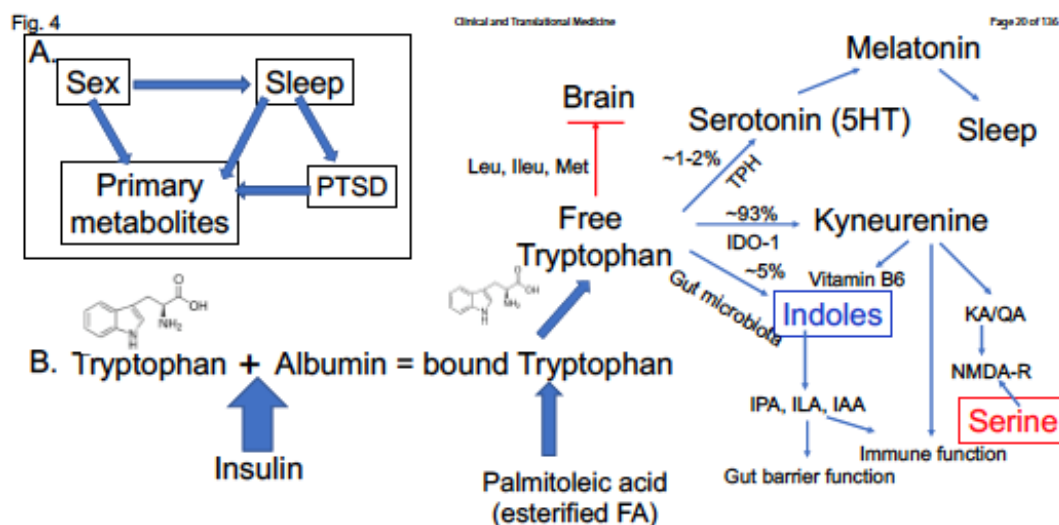 Fig. 4
Clinical and Translational Medicine
Page 20 of 136
A.
Sex
Sleep
Primary
metabolites
PTSD
Brain
Leu, Ileu, Met
Free
Tryptophan
Melatonin
Serotonin (5HT)
Sleep
~1-2%
TPH
~93%
IDO-1
Kyneurenine
~5%
Gut microbiota
Vitamin B6
Indoles
KA/QA
NMDA-R
Serine
IPA, ILA, IAA
Immune function
Gut barrier function
O
OH
NH₂
N
H
O
OH
NH₂
N
H
B. Tryptophan + Albumin = bound Tryptophan
Insulin
Palmitoleic acid
(esterified FA)